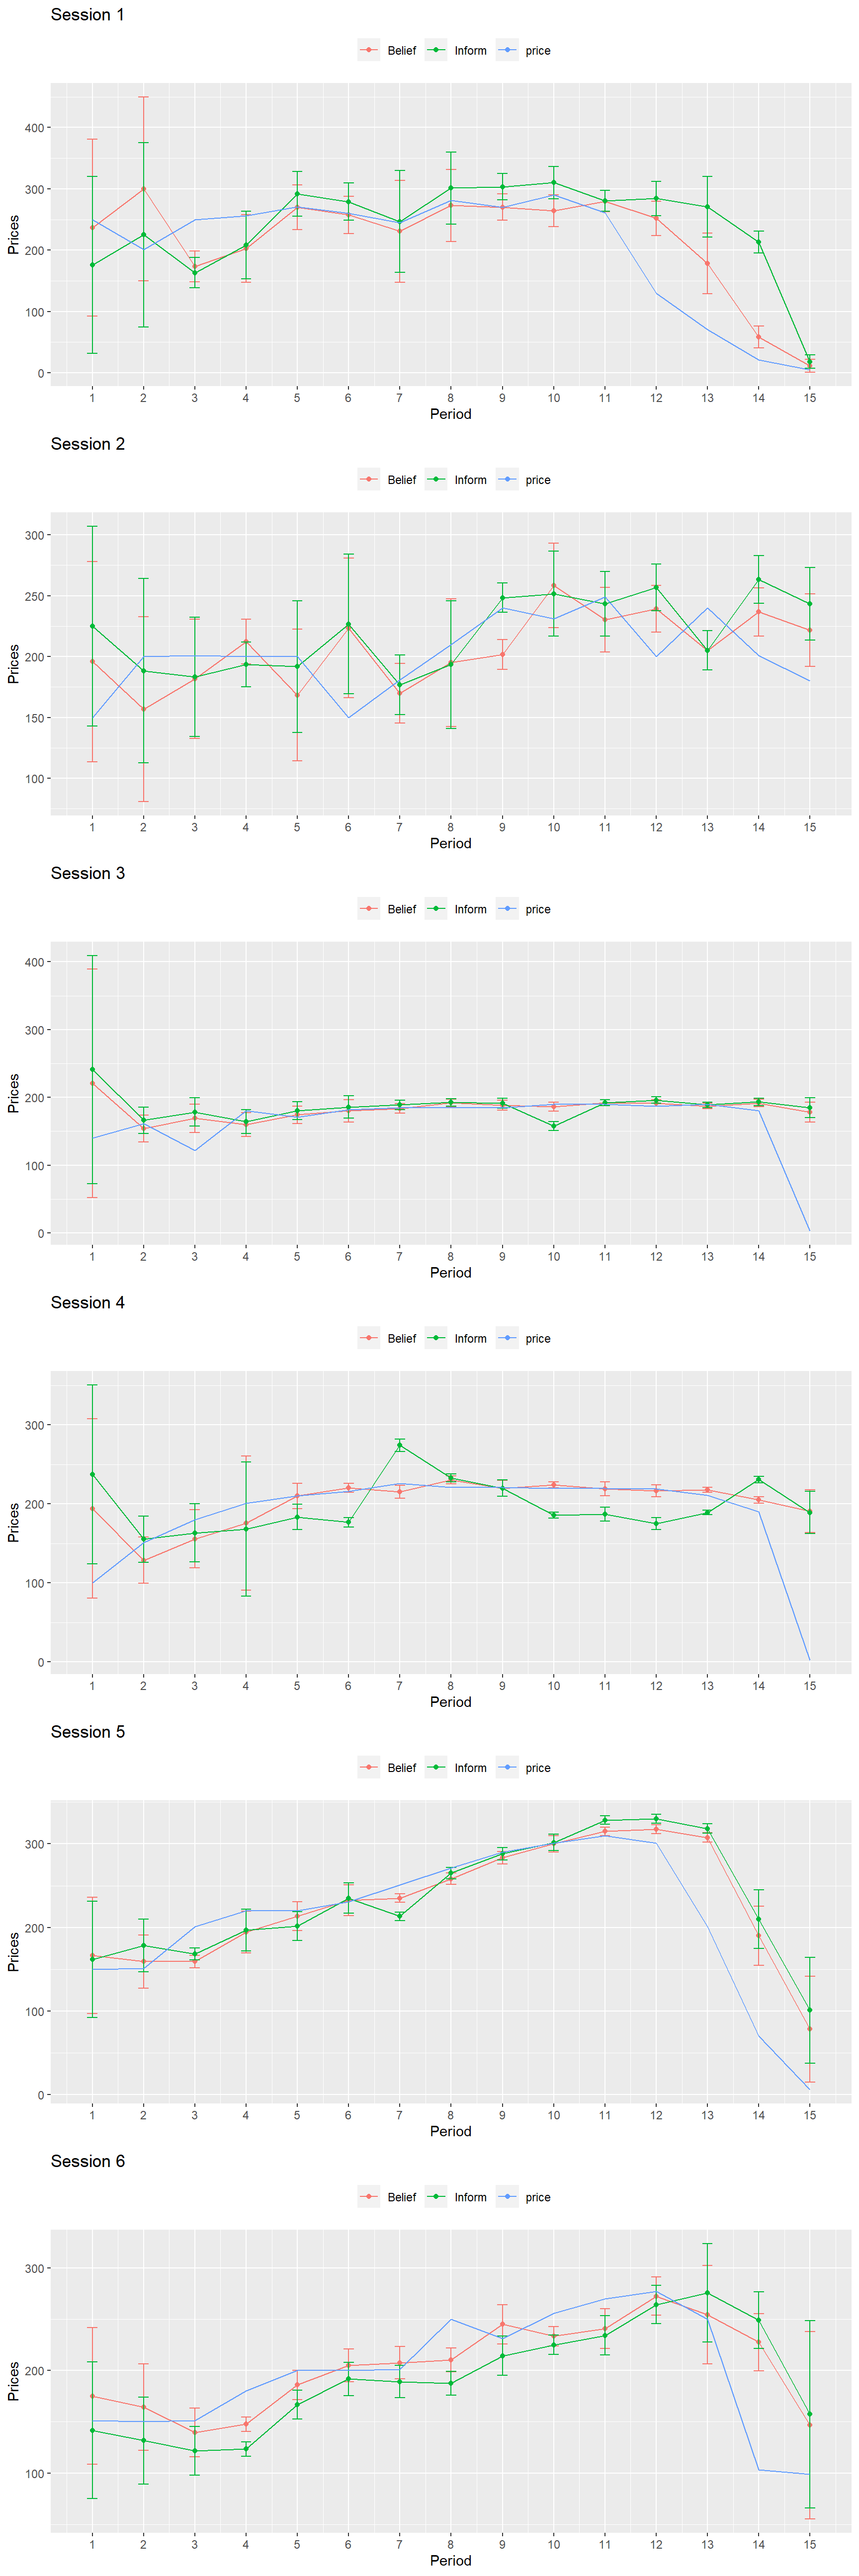 Session 1
Belief Inform price
400
300
200
100
0
Prices
1 2 3 4 5 6 7 8 9 10 11 12 13 14 15
Period
Session 2
Belief Inform price
300
250
200
150
100
Prices
1 2 3 4 5 6 7 8 9 10 11 12 13 14 15
Period
Session 3
Belief Inform price
400
300
200
100
0
Prices
1 2 3 4 5 6 7 8 9 10 11 12 13 14 15
Period
Session 4
Belief Inform price
300
200
100
0
Prices
1 2 3 4 5 6 7 8 9 10 11 12 13 14 15
Period
Session 5
Belief Inform price
300
200
100
0
Prices
1 2 3 4 5 6 7 8 9 10 11 12 13 14 15
Period
Session 6
Belief Inform price
300
200
100
Prices
1 2 3 4 5 6 7 8 9 10 11 12 13 14 15
Period